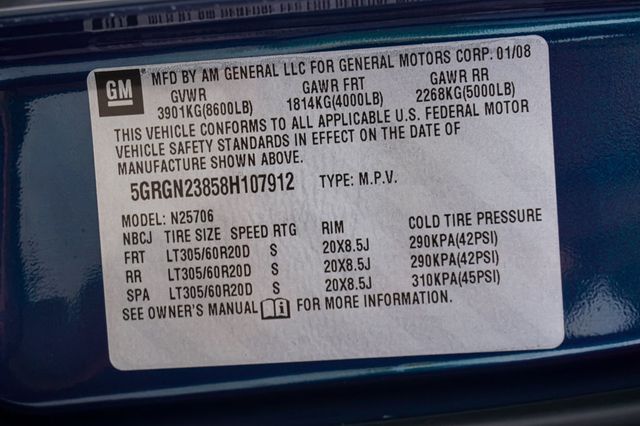 GM
MFD BY AM GENERAL LLC FOR GENERAL MOTORS CORP. 01/08
GVWR GAWR FRT GAWR RR
3901KG(8600LB) 1814KG(4000LB) 2268KG(5000LB)
THIS VEHICLE CONFORMS TO ALL APPLICABLE U.S. FEDERAL MOTOR
VEHICLE SAFETY STANDARDS IN EFFECT ON THE DATE OF
MANUFACTURE SHOWN ABOVE.
5GRGN23858H107912 TYPE: M.P.V.
MODEL: N25706
NBCJ TIRE SIZE SPEED RTG RIM COLD TIRE PRESSURE
FRT LT305/60R20D S 20X8.5J 290KPA(42PSI)
RR LT305/60R20D S 20X8.5J 290KPA(42PSI)
SPA LT305/60R20D S 20X8.5J 310KPA(45PSI)
SEE OWNER'S MANUAL i FOR MORE INFORMATION.